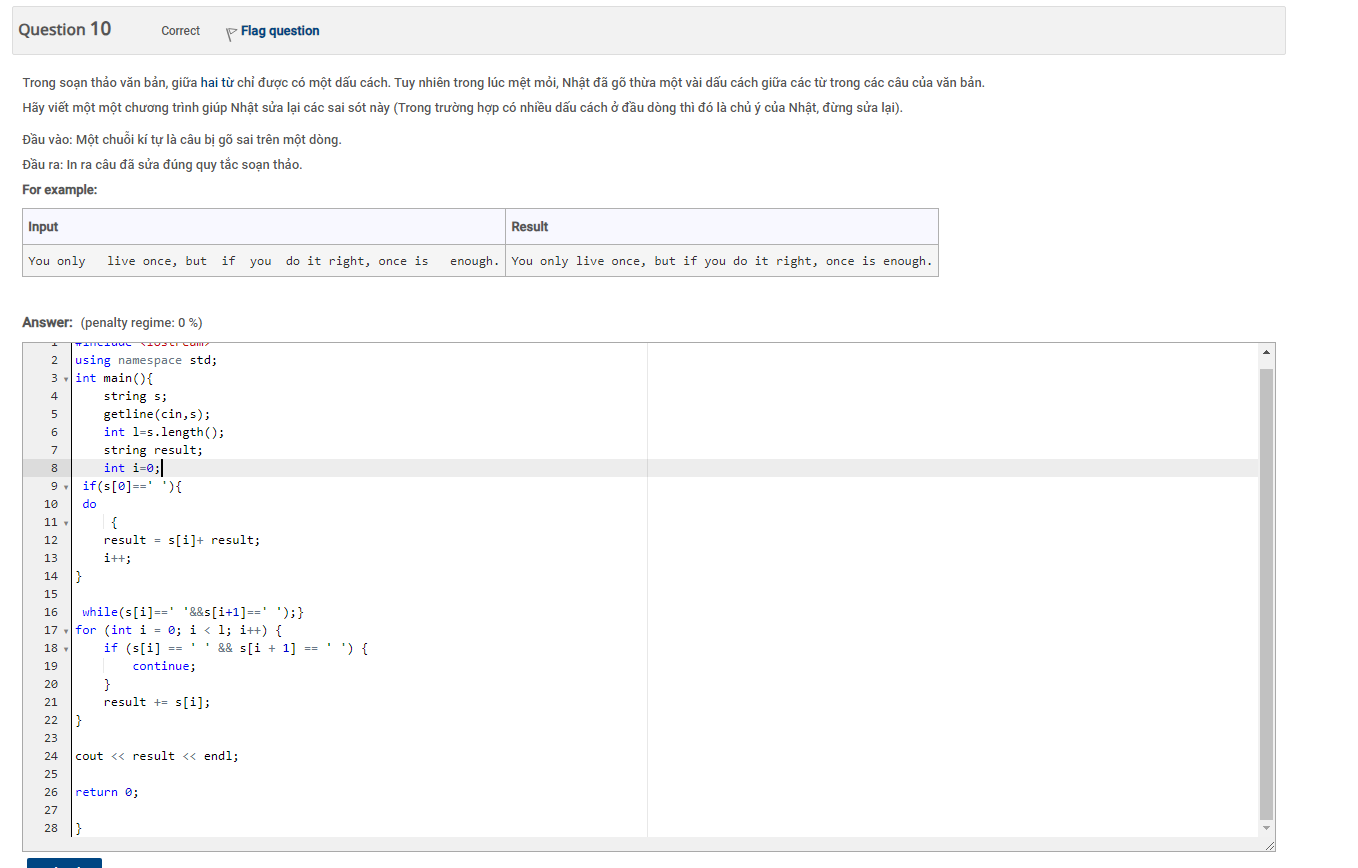 Question 10 Correct Flag question
Trong soạn thảo văn bản, giữa hai từ chỉ được có một dấu cách. Tuy nhiên trong lúc mệt mỏi, Nhật đã gõ thừa một vài dấu cách giữa các từ trong các câu của văn bản.
Hãy viết một một chương trình giúp Nhật sửa lại các sai sót này (Trong trường hợp có nhiều dấu cách ở đầu dòng thì đó là chủ ý của Nhật, đừng sửa lại).
Đầu vào: Một chuỗi kí tự là câu bị gõ sai trên một dòng.
Đầu ra: In ra câu đã sửa đúng quy tắc soạn thảo.
For example:
Input Result
You only   live once, but  if  you  do it right, once is   enough. You only live once, but if you do it right, once is enough.
Answer: (penalty regime: 0 %)
1 #include <iostream>
2 using namespace std;
3 int main(){
4     string s;
5     getline(cin,s);
6     int l=s.length();
7     string result;
8     int i=0;
9  if(s[0]==' '){
10  do
11      {
12     result = s[i]+ result;
13     i++;
14 }
15
16  while(s[i]==' '&&s[i+1]==' ');}
17 for (int i = 0; i < l; i++) {
18     if (s[i] == ' ' && s[i + 1] == ' ') {
19         continue;
20     }
21     result += s[i];
22 }
23
24 cout << result << endl;
25
26 return 0;
27
28 }